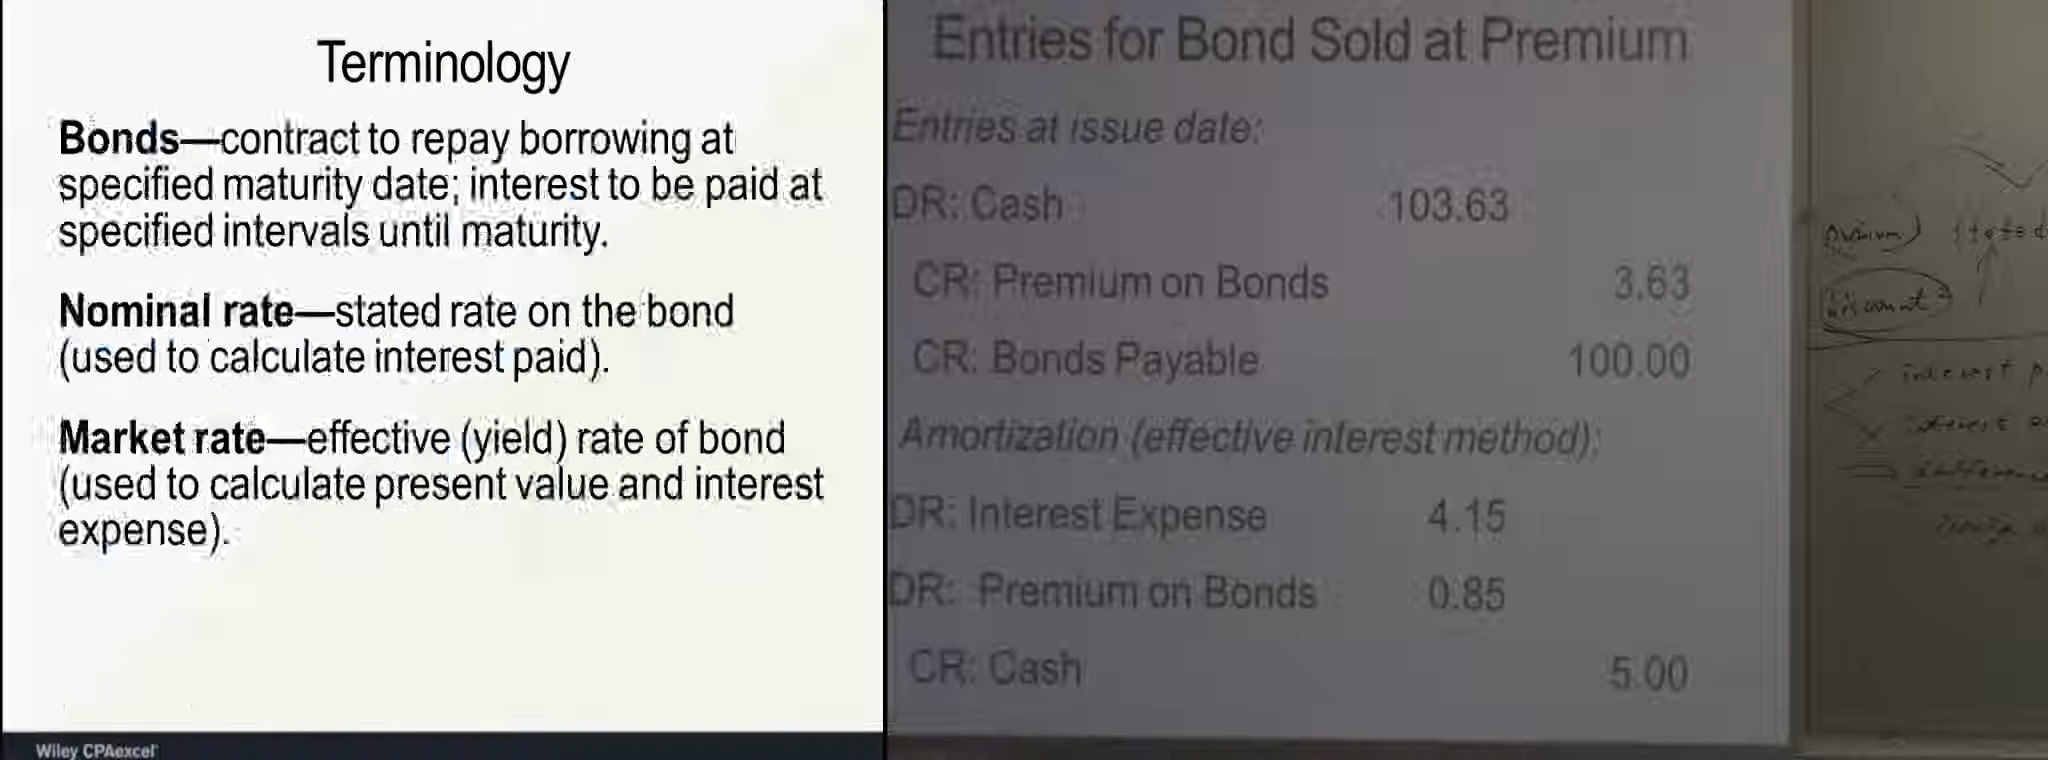 Terminology
Bonds—contract to repay borrowing at
specified maturity date; interest to be paid at
specified intervals until maturity.
Nominal rate—stated rate on the bond
(used to calculate interest paid).
Market rate—effective (yield) rate of bond
(used to calculate present value and interest
expense).
Wiley CPAexcel
Entries for Bond Sold at Premium
Entries at issue date:
DR: Cash 103.63
CR: Premium on Bonds 3.63
CR: Bonds Payable 100.00
Amortization (effective interest method):
DR: Interest Expense 4.15
DR: Premium on Bonds 0.85
CR: Cash 5.00
interest